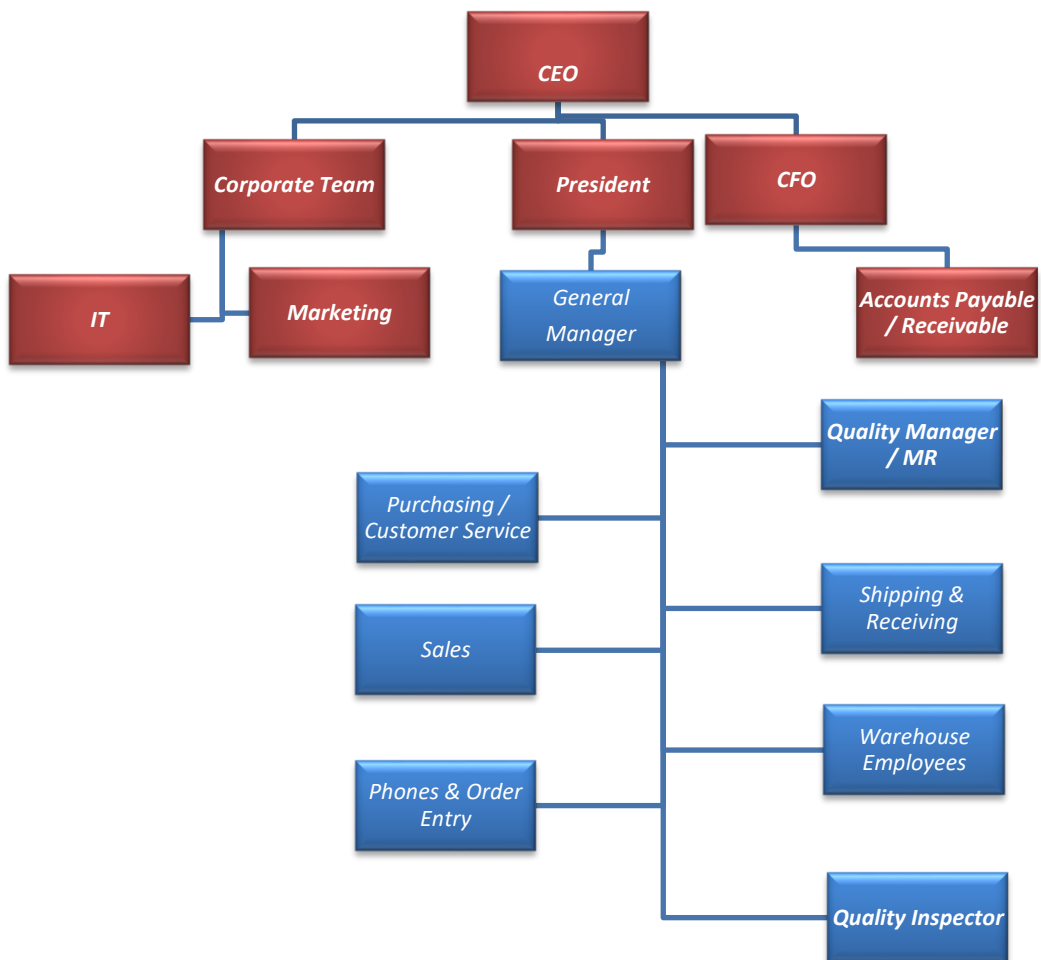 CEO
Corporate Team
President
CFO
IT
Marketing
General
Manager
Accounts Payable
/ Receivable
Quality Manager
/ MR
Purchasing /
Customer Service
Shipping &
Receiving
Sales
Warehouse
Employees
Phones & Order
Entry
Quality Inspector